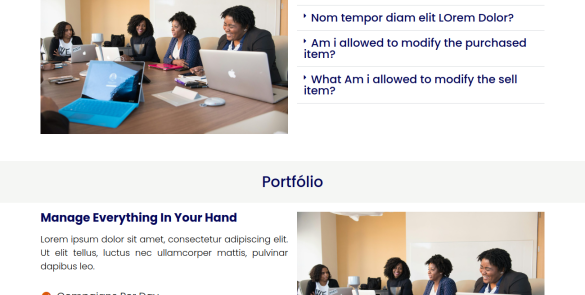 Nom tempor diam elit LOrem Dolor?
Am i allowed to modify the purchased
item?
What Am i allowed to modify the sell
item?
Portfólio
Manage Everything In Your Hand
Lorem ipsum dolor sit amet, consectetur adipiscing elit.
Ut elit tellus, luctus nec ullamcorper mattis, pulvinar
dapibus leo.